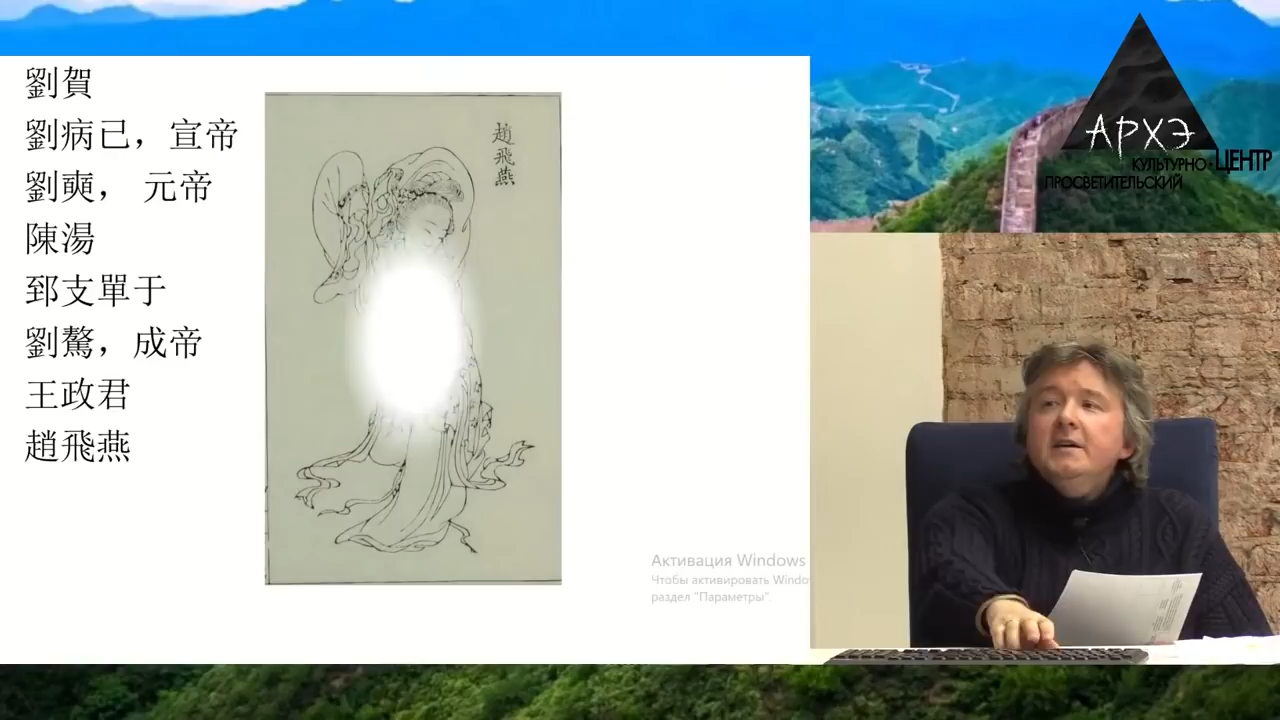 劉賀
劉病已，宣帝
劉奭， 元帝
陳湯
郅支單于
劉驁，成帝
王政君
趙飛燕
趙飛燕
Активация Windows
Чтобы активировать Windo
раздел "Параметры".
АРХЭ
КУЛЬТУРНО-ЦЕНТР
ПРОСВЕТИТЕЛЬСКИЙ